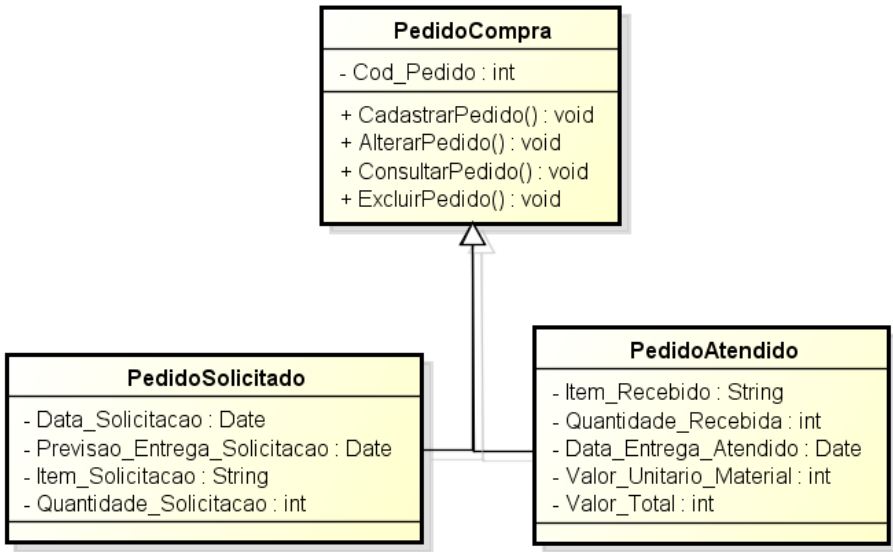 PedidoCompra
- Cod_Pedido : int
+ CadastrarPedido() : void
+ AlterarPedido() : void
+ ConsultarPedido() : void
+ ExcluirPedido() : void
PedidoSolicitado
- Data_Solicitacao : Date
- Previsao_Entrega_Solicitacao : Date
- Item_Solicitacao : String
- Quantidade_Solicitacao : int
PedidoAtendido
- Item_Recebido : String
- Quantidade_Recebida : int
- Data_Entrega_Atendido : Date
- Valor_Unitario_Material : int
- Valor_Total : int